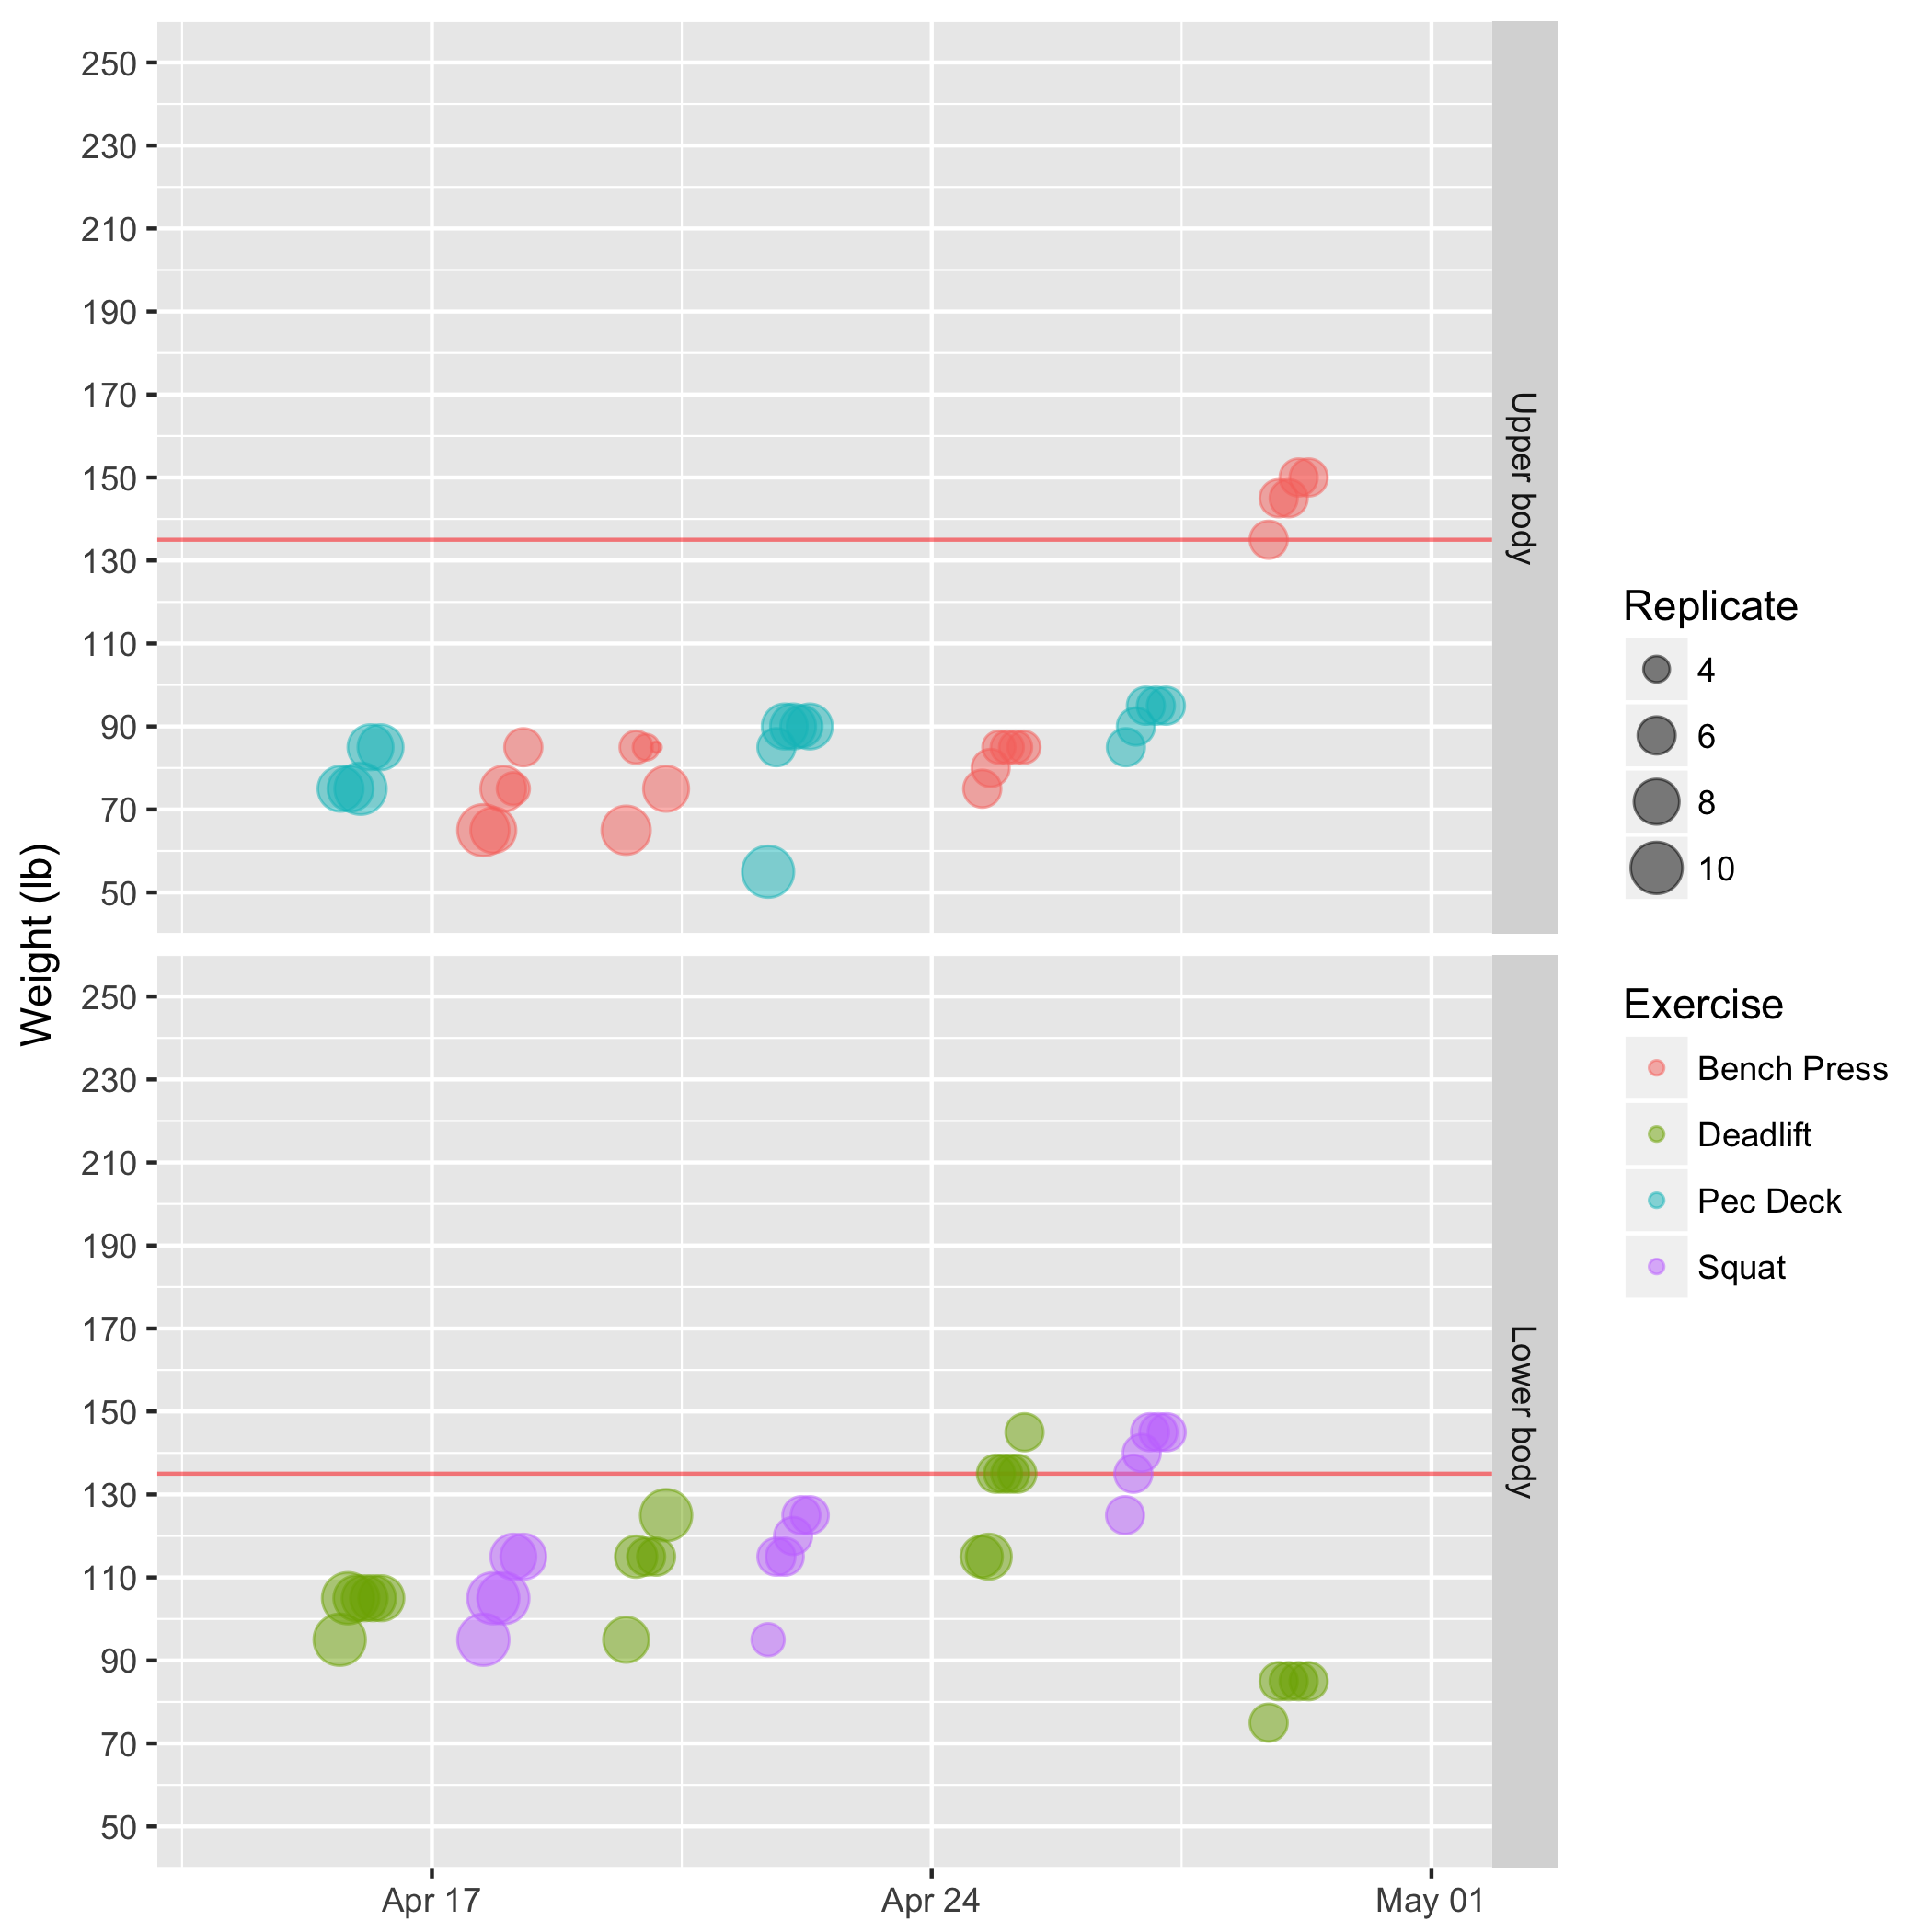 Weight (lb)
250
230
210
190
170
150
130
110
90
70
50
Upper body
250
230
210
190
170
150
130
110
90
70
50
Lower body
Apr 17
Apr 24
May 01
Replicate
4
6
8
10
Exercise
Bench Press
Deadlift
Pec Deck
Squat